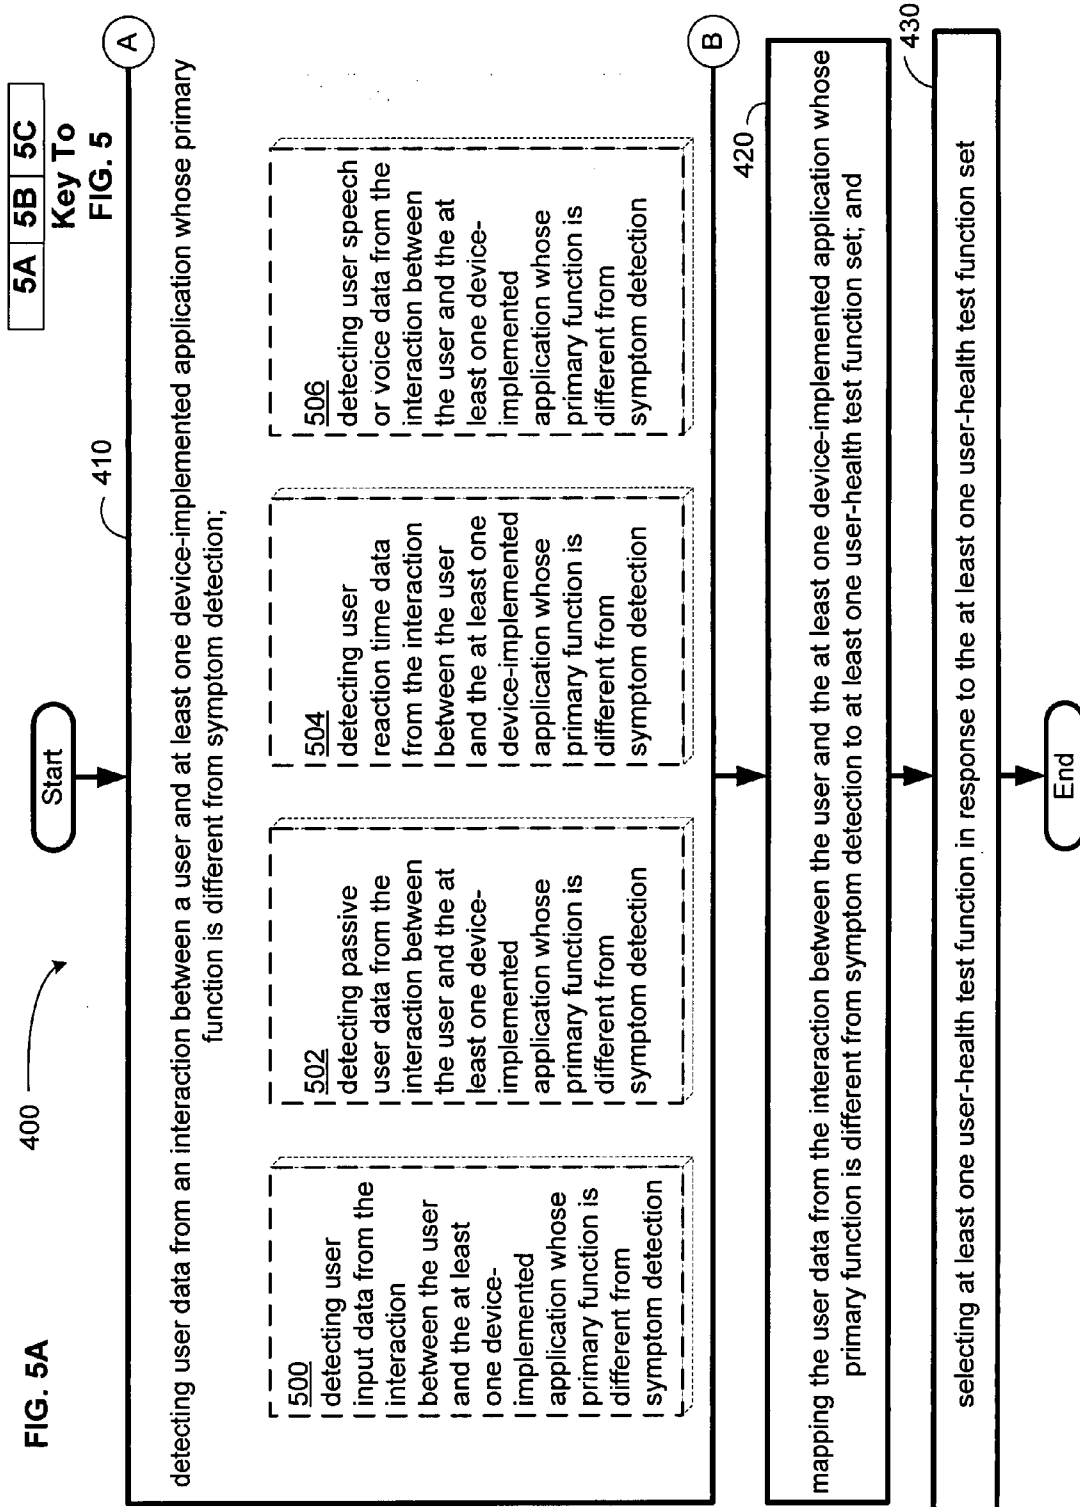 FIG. 5A
5A 5B 5C
Key To
FIG. 5
400
Start
410
A
detecting user data from an interaction between a user and at least one device-implemented application whose primary
function is different from symptom detection;
500
detecting user
input data from the
interaction
between the user
and the at least
one device-
implemented
application whose
primary function is
different from
symptom detection
502
detecting passive
user data from the
interaction between
the user and the at
least one device-
implemented
application whose
primary function is
different from
symptom detection
504
detecting user
reaction time data
from the interaction
between the user
and the at least one
device-implemented
application whose
primary function is
different from
symptom detection
506
detecting user speech
or voice data from the
interaction between
the user and the at
least one device-
implemented
application whose
primary function is
different from
symptom detection
B
420
mapping the user data from the interaction between the user and the at least one device-implemented application whose
primary function is different from symptom detection to at least one user-health test function set; and
430
selecting at least one user-health test function in response to the at least one user-health test function set
End